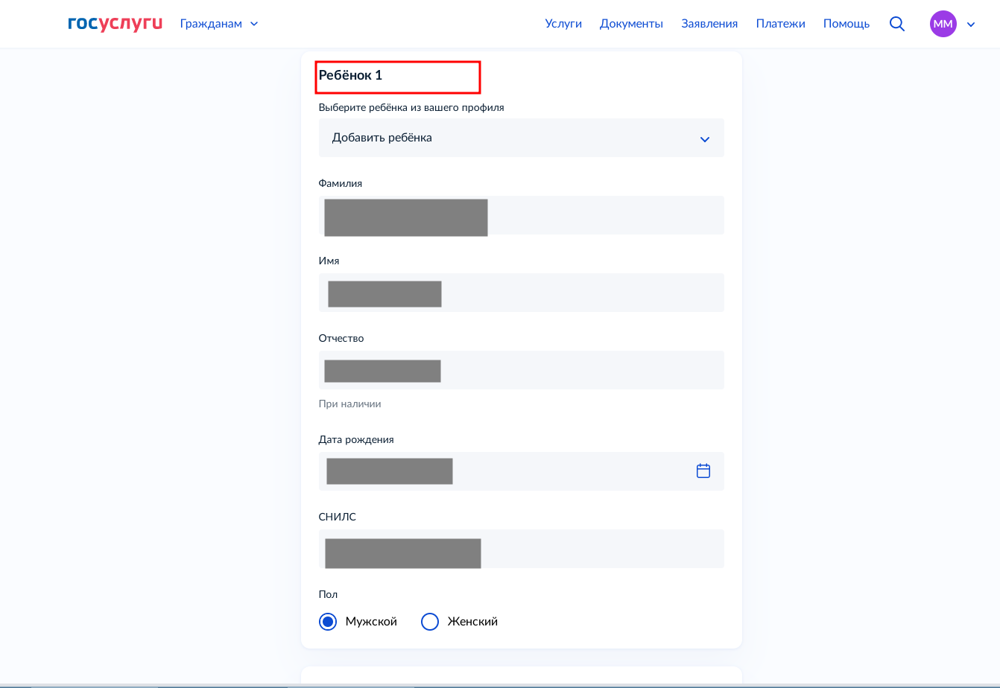 госуслуги Гражданам Услуги Документы Заявления Платежи Помощь ММ
Ребёнок 1
Выберите ребёнка из вашего профиля
Добавить ребёнка
Фамилия
Имя
Отчество
При наличии
Дата рождения
СНИЛС
Пол
Мужской Женский